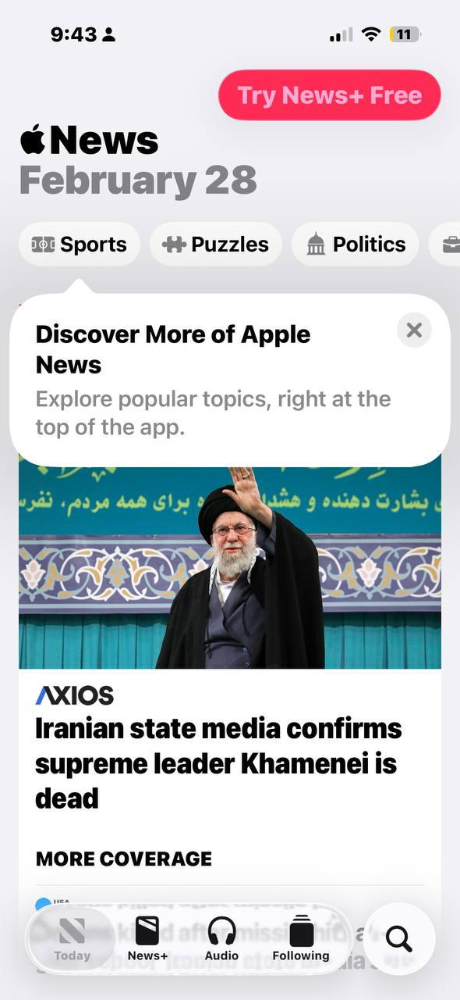 9:43
11
Try News+ Free
News
February 28
Sports
Puzzles
Politics
Discover More of Apple
News
Explore popular topics, right at the
top of the app.
بشارت دهنده و هشدا
برای همه مردم، نفرس
AXIOS
Iranian state media confirms
supreme leader Khamenei is
dead
MORE COVERAGE
USA
Today
News+
Audio
Following